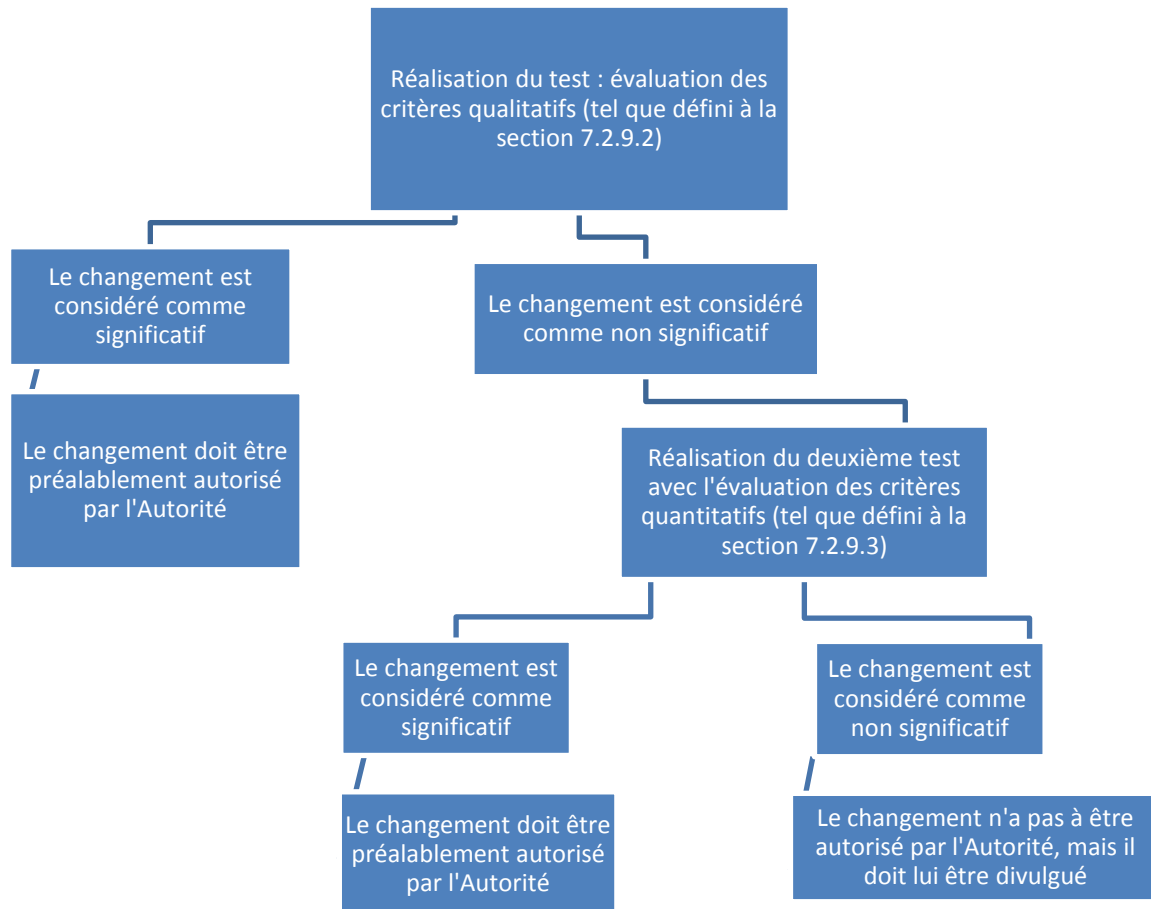 Réalisation du test : évaluation des
critères qualitatifs (tel que défini à la
section 7.2.9.2)
Le changement est
considéré comme
significatif
Le changement est considéré
comme non significatif
Le changement doit être
préalablement autorisé
par l'Autorité
Réalisation du deuxième test
avec l'évaluation des critères
quantitatifs (tel que défini à la
section 7.2.9.3)
Le changement est
considéré comme
significatif
Le changement est
considéré comme
non significatif
Le changement doit être
préalablement autorisé
par l'Autorité
Le changement n'a pas à être
autorisé par l'Autorité, mais il
doit lui être divulgué